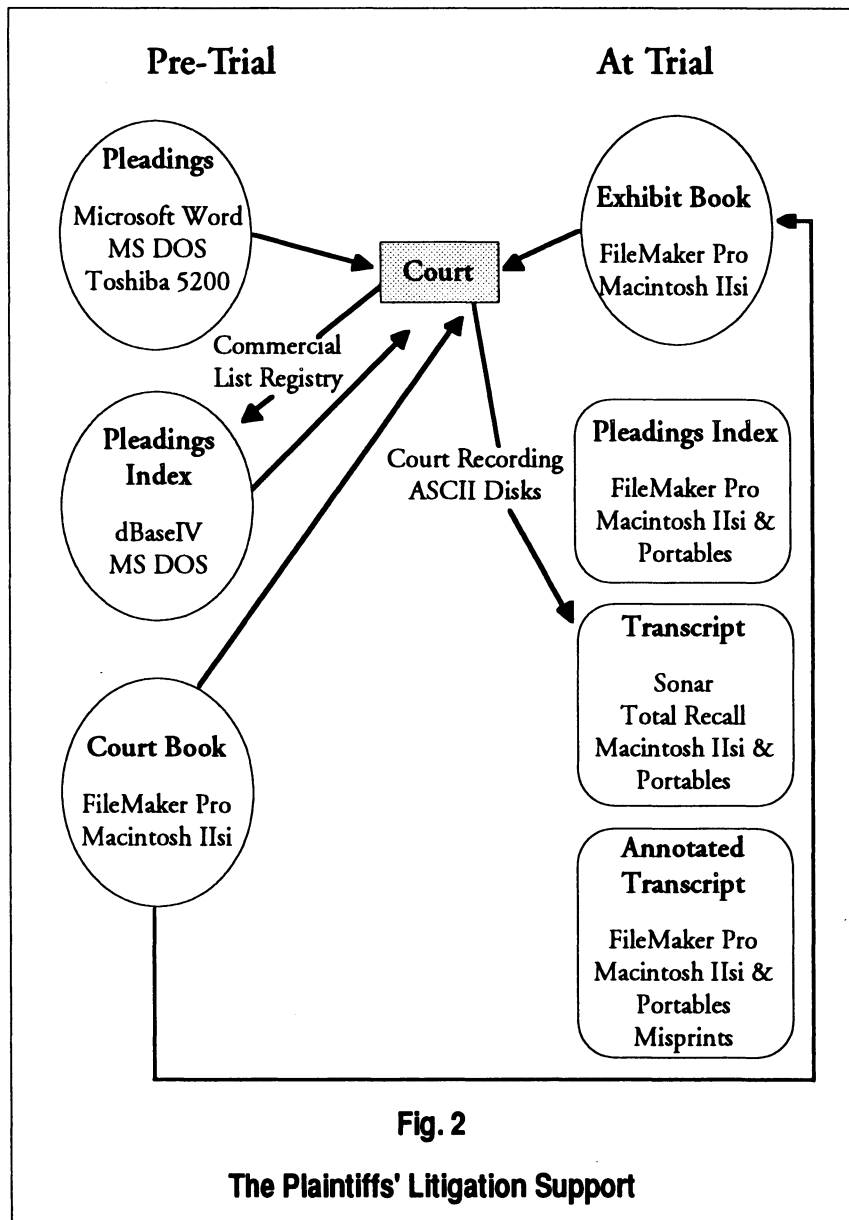 Pre-Trial
At Trial
Pleadings
Microsoft Word
MS DOS
Toshiba 5200
Exhibit Book
FileMaker Pro
Macintosh IIsi
Court
Commercial
List Registry
Pleadings
Index
dBaseIV
MS DOS
Court Recording
ASCII Disks
Pleadings Index
FileMaker Pro
Macintosh IIsi &
Portables
Transcript
Sonar
Total Recall
Macintosh IIsi &
Portables
Court Book
FileMaker Pro
Macintosh IIsi
Annotated
Transcript
FileMaker Pro
Macintosh IIsi &
Portables
Misprints
Fig. 2
The Plaintiffs' Litigation Support